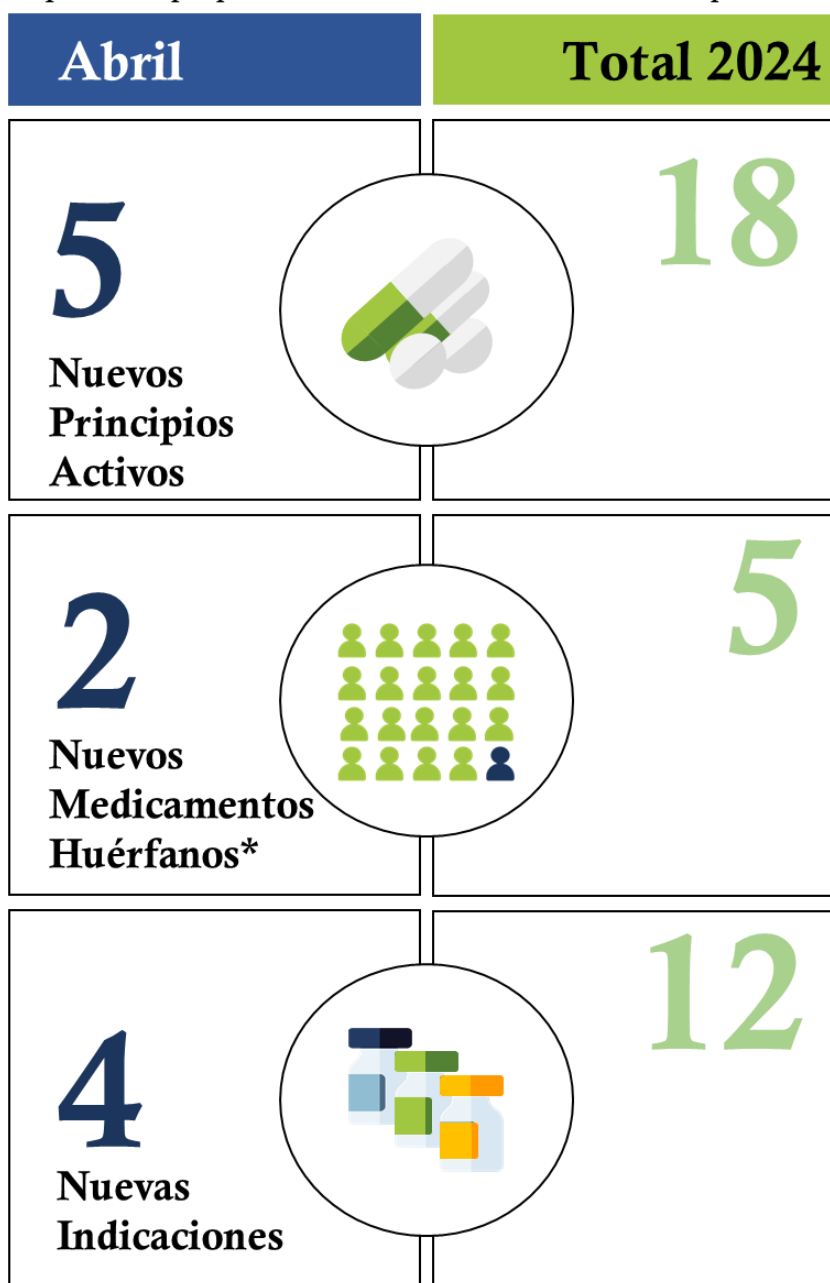 Abril
Total 2024
5
18
Nuevos
Principios
Activos
2
5
Nuevos
Medicamentos
Huérfanos*
4
12
Nuevas
Indicaciones